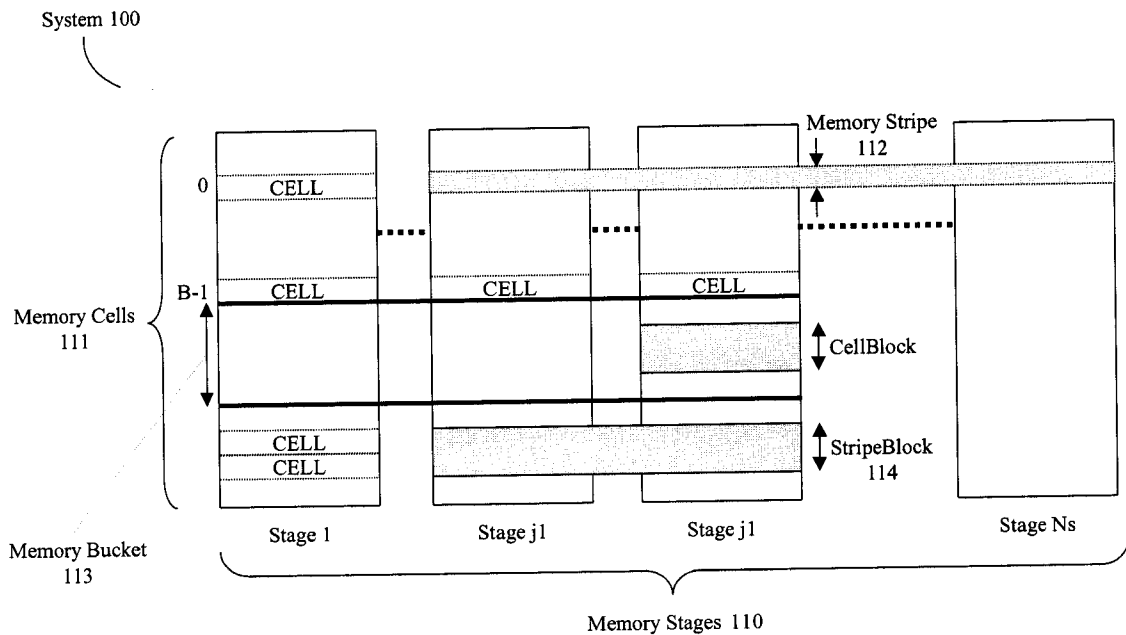 System 100
Memory Stripe
112
0
CELL
B-1
CELL
CELL
CELL
Memory Cells
111
CellBlock
CELL
CELL
StripeBlock
114
Stage 1
Stage j1
Stage j1
Stage Ns
Memory Bucket
113
Memory Stages 110